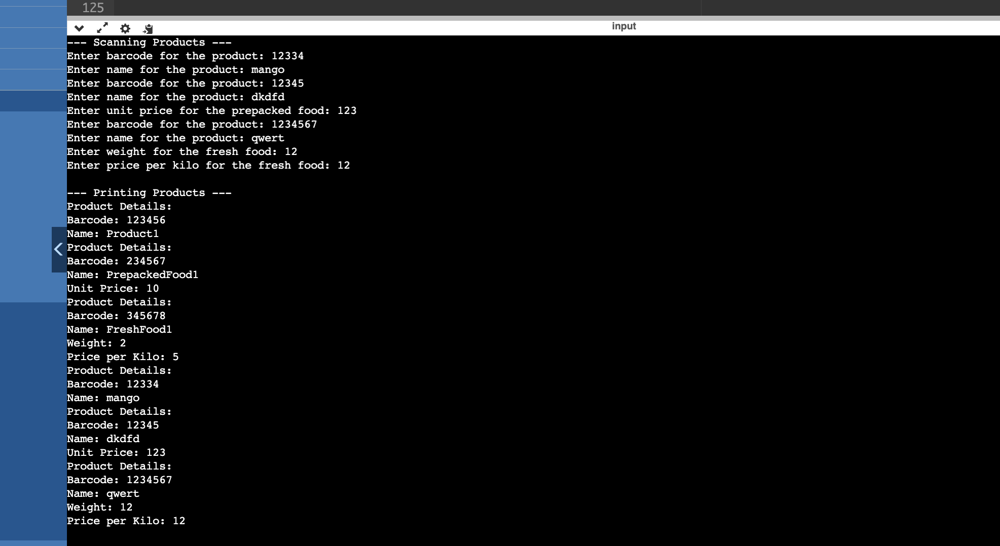 125
input
--- Scanning Products ---
Enter barcode for the product: 12334
Enter name for the product: mango
Enter barcode for the product: 12345
Enter name for the product: dkdfd
Enter unit price for the prepacked food: 123
Enter barcode for the product: 1234567
Enter name for the product: qwert
Enter weight for the fresh food: 12
Enter price per kilo for the fresh food: 12

--- Printing Products ---
Product Details:
Barcode: 123456
Name: Product1
Product Details:
Barcode: 234567
Name: PrepackedFood1
Unit Price: 10
Product Details:
Barcode: 345678
Name: FreshFood1
Weight: 2
Price per Kilo: 5
Product Details:
Barcode: 12334
Name: mango
Product Details:
Barcode: 12345
Name: dkdfd
Unit Price: 123
Product Details:
Barcode: 1234567
Name: qwert
Weight: 12
Price per Kilo: 12